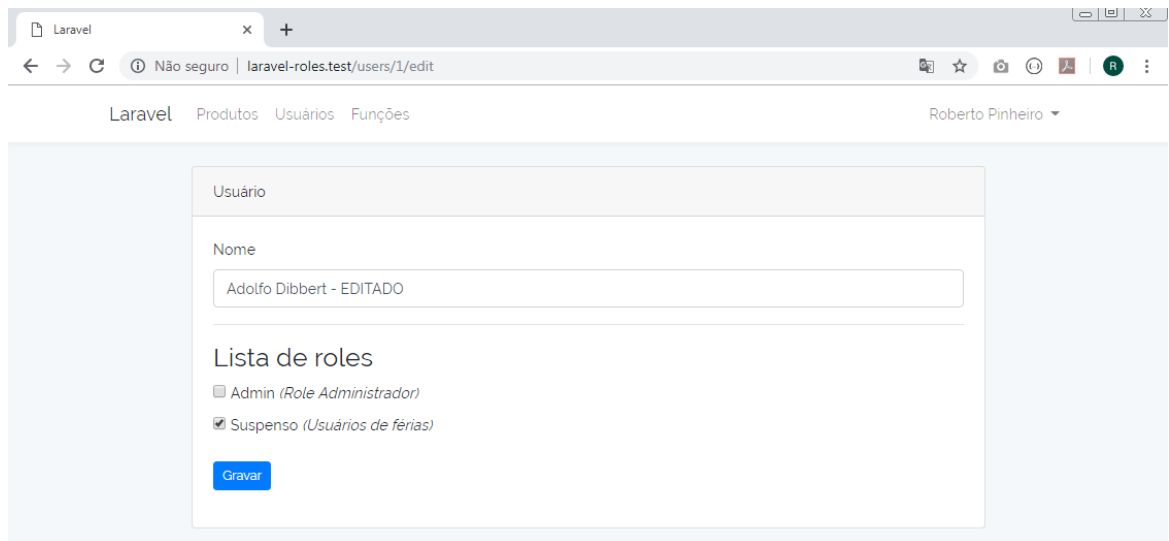 Laravel
Não seguro | laravel-roles.test/users/1/edit
R
Laravel Produtos Usuários Funções Roberto Pinheiro
Usuário
Nome
Adolfo Dibbert - EDITADO
Lista de roles
Admin (Role Administrador)
Suspenso (Usuários de férias)
Gravar